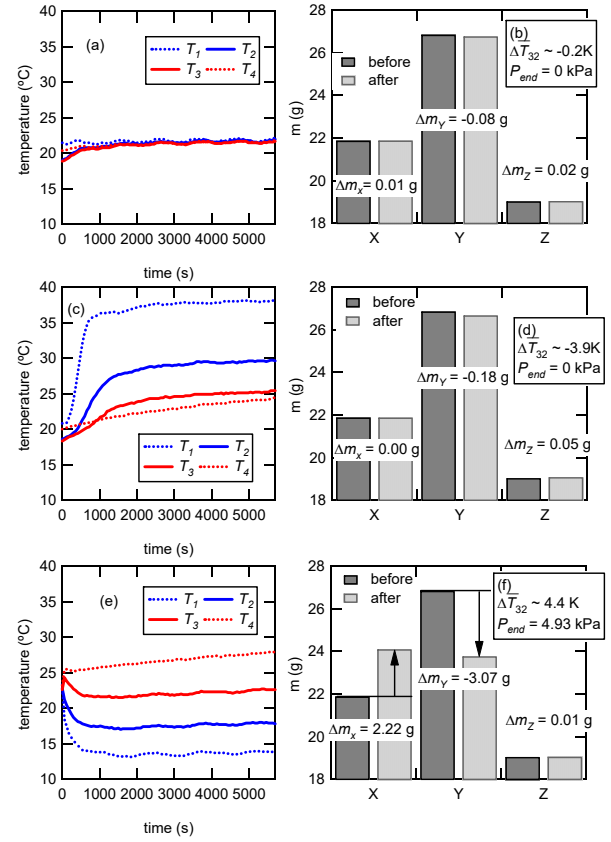 (a)
T1 T2
T3 T4
temperature (ºC)
40
35
30
25
20
15
10
0 1000 2000 3000 4000 5000
time (s)
(b)
ΔT32 ~ -0.2K
Pend = 0 kPa
before
after
m (g)
28
26
24
22
21
19
18
ΔmX= 0.01 g
ΔmY = -0.08 g
ΔmZ = 0.02 g
X Y Z
(c)
T1 T2
T3 T4
temperature (ºC)
40
35
30
25
20
15
10
0 1000 2000 3000 4000 5000
time (s)
(d)
ΔT32 ~ -3.9K
Pend = 0 kPa
before
after
m (g)
28
26
24
22
21
19
18
Δmx = 0.00 g
ΔmY = -0.18 g
ΔmZ = 0.05 g
X Y Z
(e)
T1 T2
T3 T4
temperature (ºC)
40
35
30
25
20
15
10
0 1000 2000 3000 4000 5000
time (s)
(f)
ΔT32 ~ 4.4 K
Pend = 4.93 kPa
before
after
m (g)
28
26
24
22
21
19
18
Δmx = 2.22 g
ΔmY = -3.07 g
ΔmZ = 0.01 g
X Y Z